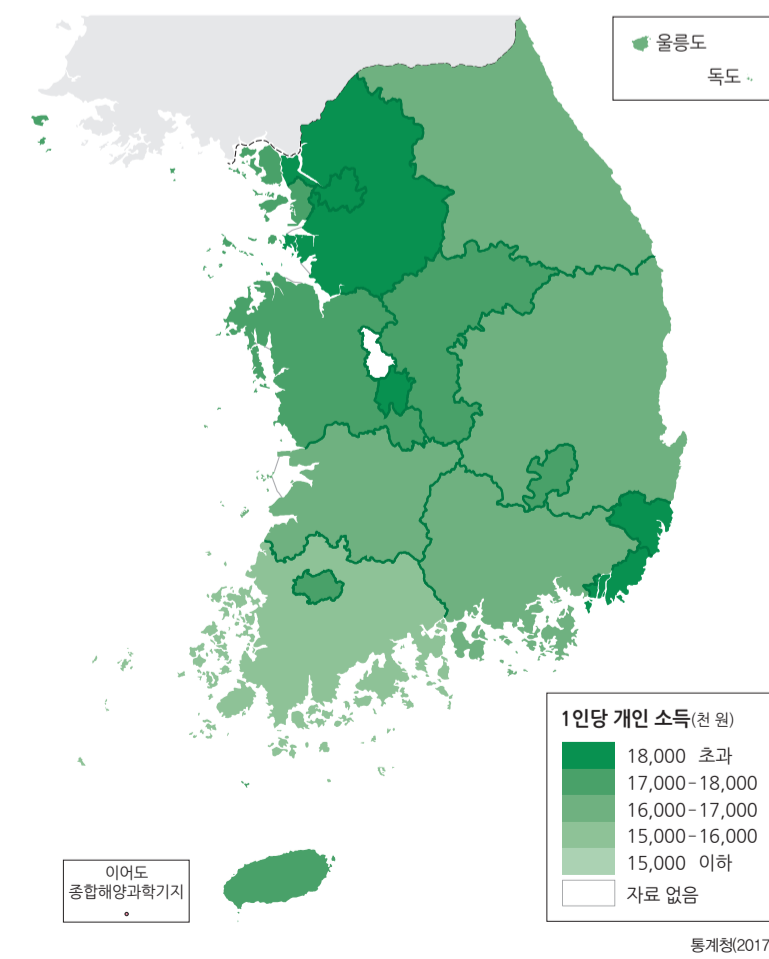 울릉도
독도
1인당 개인 소득(천 원)
18,000 초과
17,000-18,000
16,000-17,000
15,000-16,000
15,000 이하
자료 없음
이어도
종합해양과학기지
통계청(2017